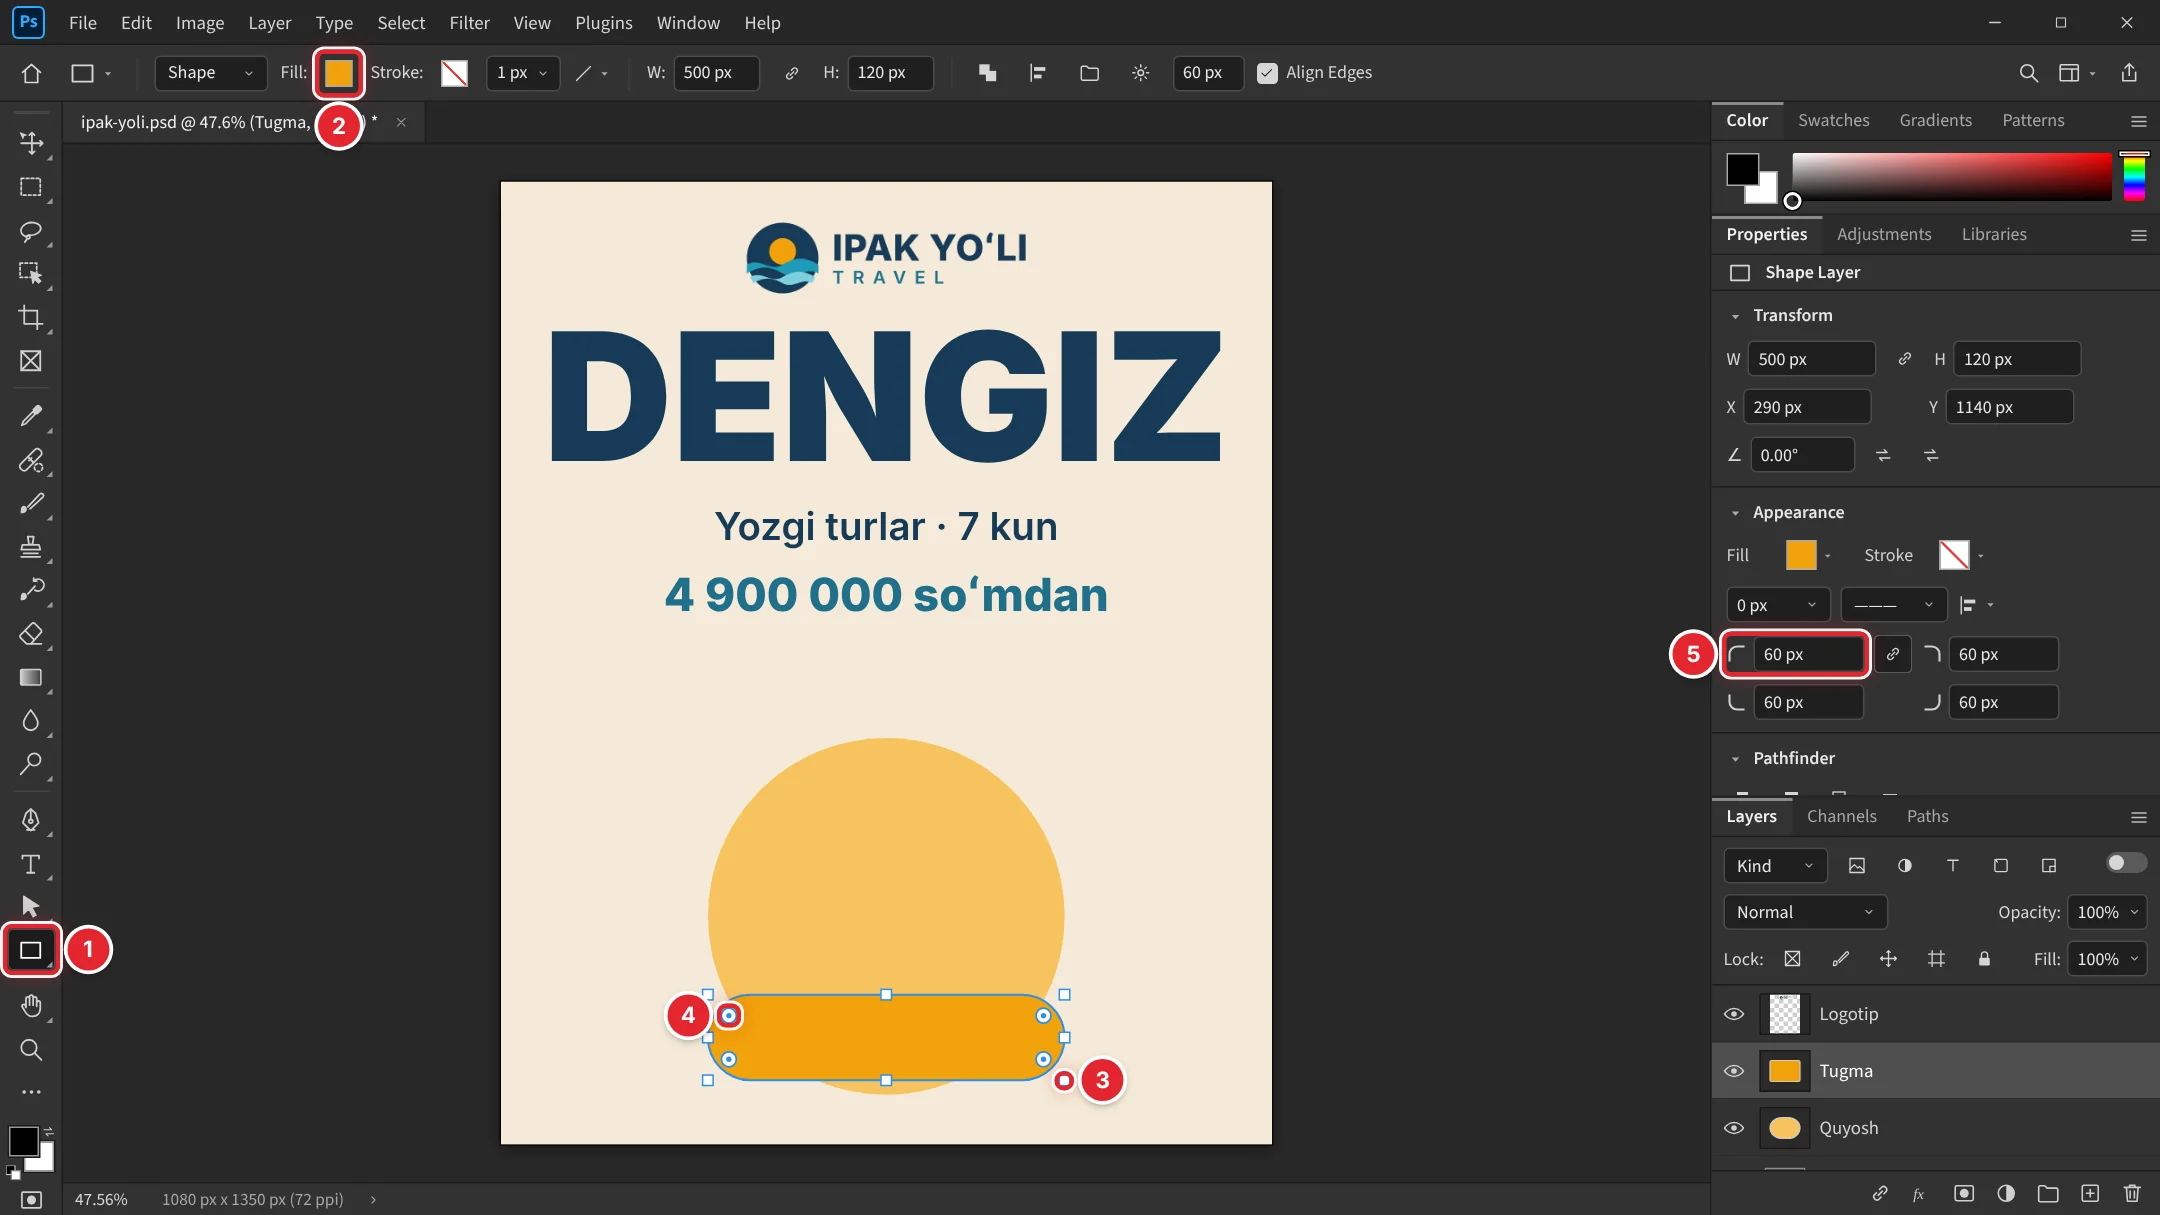 Ps File Edit Image Layer Type Select Filter View Plugins Window Help
Shape Fill: Stroke: 1 px W: 500 px H: 120 px 60 px Align Edges
ipak-yoli.psd @ 47.6% (Tugma, ) *
2
IPAK YOʻLI
TRAVEL
DENGIZ
Yozgi turlar · 7 kun
4 900 000 soʻmdan
1
4
3
5
47.56% 1080 px x 1350 px (72 ppi)
Color Swatches Gradients Patterns
Properties Adjustments Libraries
Shape Layer
Transform
W 500 px H 120 px
X 290 px Y 1140 px
0.00°
Appearance
Fill Stroke
0 px
60 px 60 px
60 px 60 px
Pathfinder
Layers Channels Paths
Kind
Normal Opacity: 100%
Lock: Fill: 100%
Logotip
Tugma
Quyosh
fx